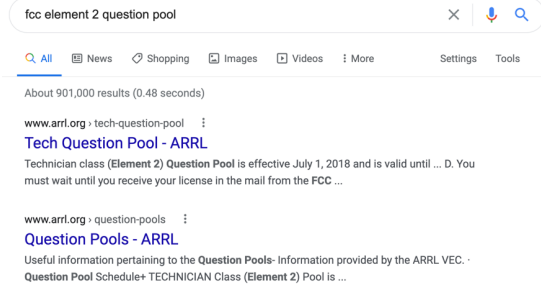 fcc element 2 question pool
All News Shopping Images Videos More Settings Tools
About 901,000 results (0.48 seconds)
www.arrl.org › tech-question-pool
Tech Question Pool - ARRL
Technician class (Element 2) Question Pool is effective July 1, 2018 and is valid until ... D. You
must wait until you receive your license in the mail from the FCC ...
www.arrl.org › question-pools
Question Pools - ARRL
Useful information pertaining to the Question Pools- Information provided by the ARRL VEC. ·
Question Pool Schedule+ TECHNICIAN Class (Element 2) Pool is ...